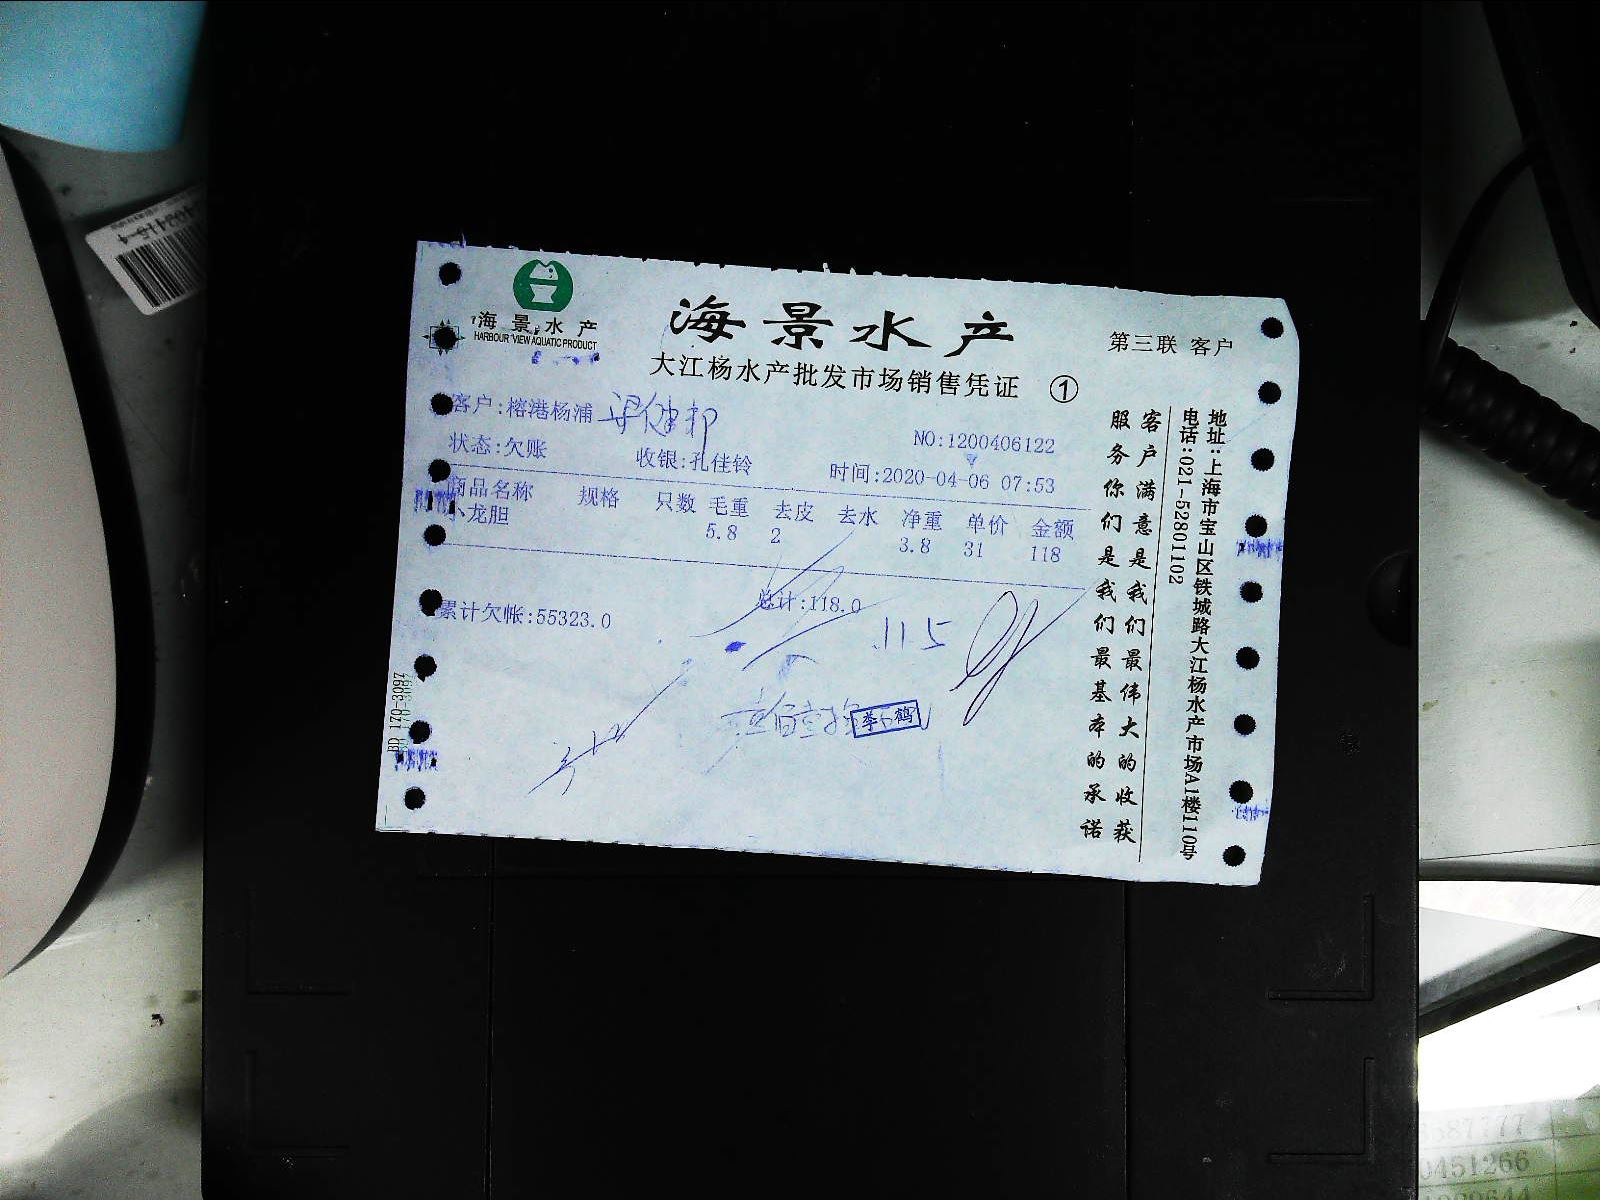 海景水产
HARBOUR VIEW AQUATIC PRODUCT
海景水产
大江杨水产批发市场销售凭证 ①
第三联 客户
客户:榕港杨浦
NO:1200406122
状态:欠账 收银:孔佳铃 时间:2020-04-06 07:53
商品名称 规格 只数 毛重 去皮 去水 净重 单价 金额
小龙胆 5.8 2 3.8 31 118
累计欠帐:55323.0 总计:118.0
115
客户满意是我们最伟大的收获
服务你们是我们最基本的承诺
地址:上海市宝山区铁城路大江杨水产市场A1楼110号
电话:021-52801102
0451266